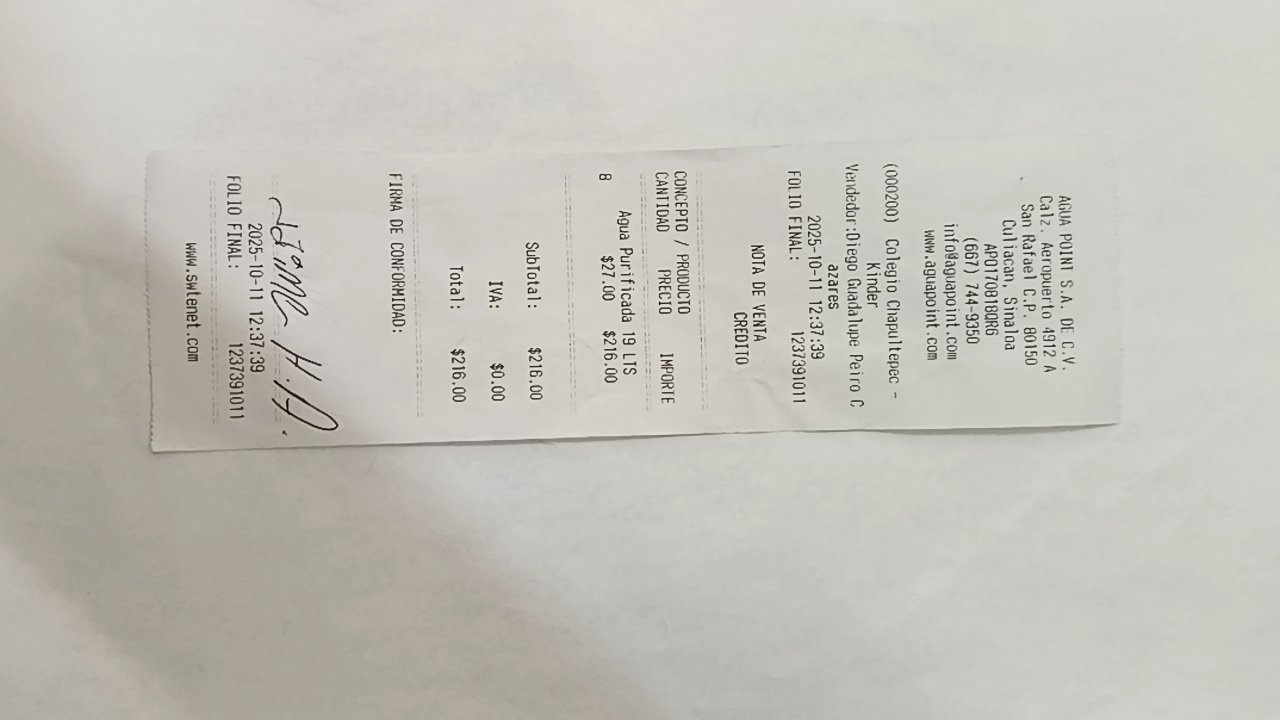 AGUA POINT S.A. DE C.V.
Calz. Aeropuerto 4912 A
San Rafael C.P. 80150
Culiacan, Sinaloa
APO170818QR6
(667) 744-9350
info@aguapoint.com
www.aguapoint.com
(000200) Colegio Chapultepec -
Kinder
Vendedor:Diego Guadalupe Peiro C
azares
2025-10-11 12:37:39
FOLIO FINAL: 1237391011
NOTA DE VENTA
CREDITO
CONCEPTO / PRODUCTO
CANTIDAD PRECIO IMPORTE
Agua Purificada 19 LTS
8 $27.00 $216.00
SubTotal: $216.00
IVA: $0.00
Total: $216.00
FIRMA DE CONFORMIDAD:
2025-10-11 12:37:39
FOLIO FINAL: 1237391011
www.swlenet.com